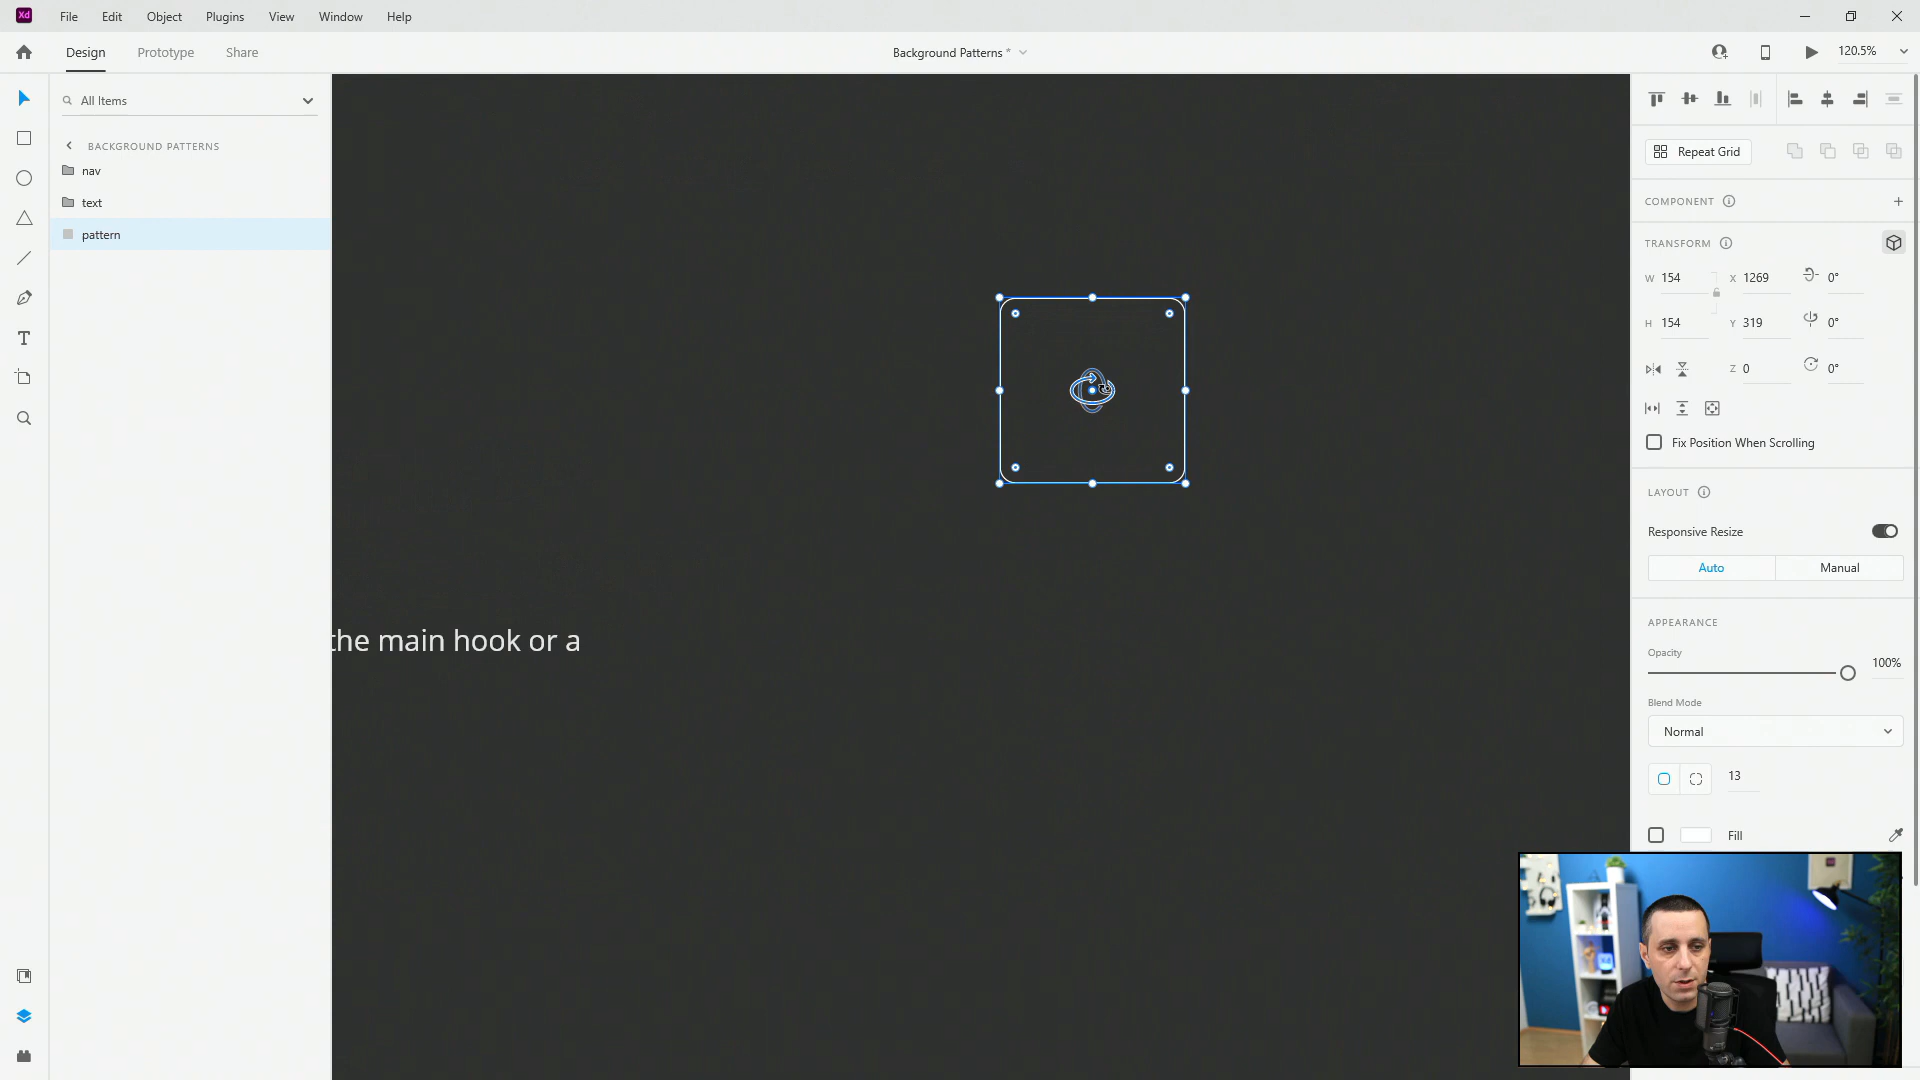 Xd File Edit Object Plugins View Window Help
Design Prototype Share Background Patterns * 120.5%
All Items
BACKGROUND PATTERNS
nav
text
pattern
the main hook or a
Repeat Grid
COMPONENT
TRANSFORM
W 154 X 1269 0°
H 154 Y 319 0°
Z 0 0°
Fix Position When Scrolling
LAYOUT
Responsive Resize
Auto Manual
APPEARANCE
Opacity
100%
Blend Mode
Normal
13
Fill